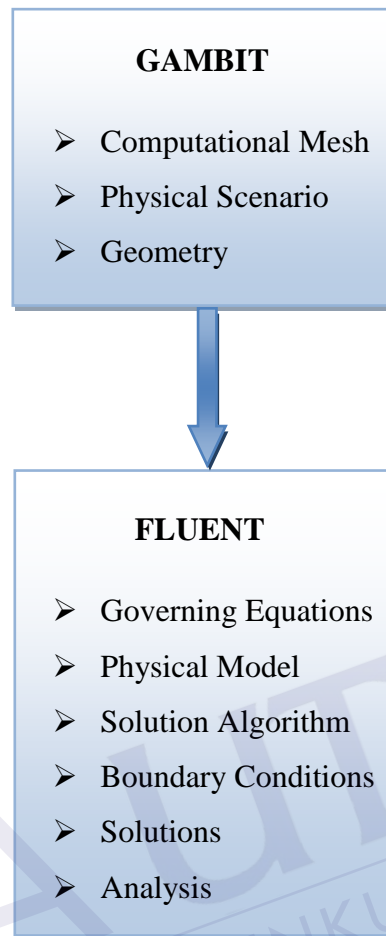 GAMBIT
➢ Computational Mesh
➢ Physical Scenario
➢ Geometry
FLUENT
➢ Governing Equations
➢ Physical Model
➢ Solution Algorithm
➢ Boundary Conditions
➢ Solutions
➢ Analysis